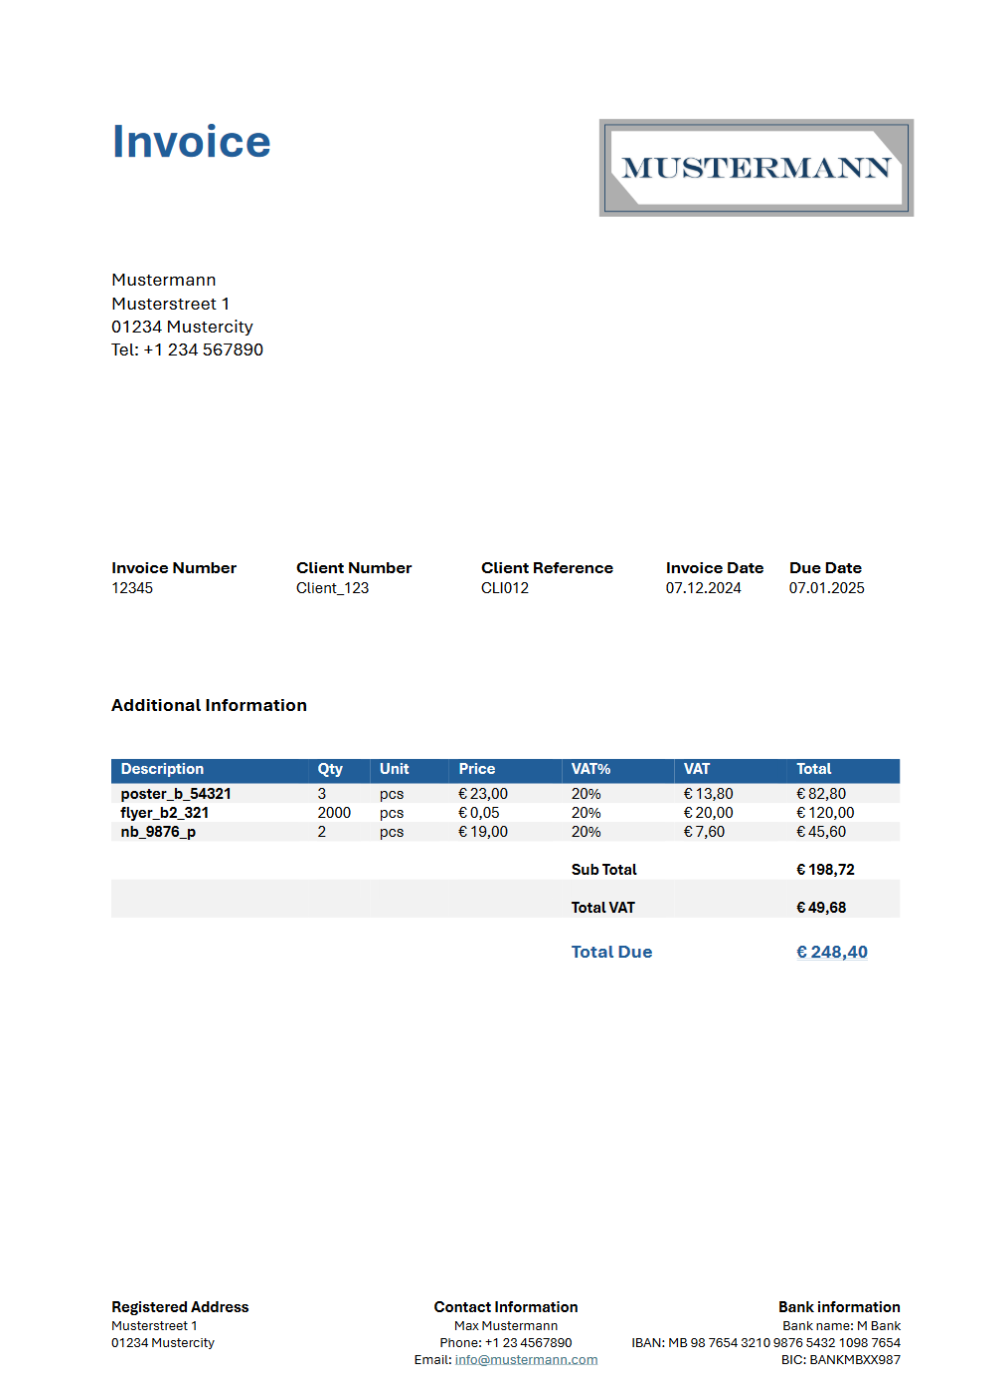 Invoice
MUSTERMANN
Mustermann
Musterstreet 1
01234 Mustercity
Tel: +1 234 567890
Invoice Number Client Number Client Reference Invoice Date Due Date
12345 Client_123 CLI012 07.12.2024 07.01.2025
Additional Information
Description Qty Unit Price VAT% VAT Total
poster_b_54321 3 pcs € 23,00 20% € 13,80 € 82,80
flyer_b2_321 2000 pcs € 0,05 20% € 20,00 € 120,00
nb_9876_p 2 pcs € 19,00 20% € 7,60 € 45,60
Sub Total € 198,72
Total VAT € 49,68
Total Due € 248,40
Registered Address Contact Information Bank information
Musterstreet 1 Max Mustermann Bank name: M Bank
01234 Mustercity Phone: +1 23 4567890 IBAN: MB 98 7654 3210 9876 5432 1098 7654
Email: info@mustermann.com BIC: BANKMBXX987